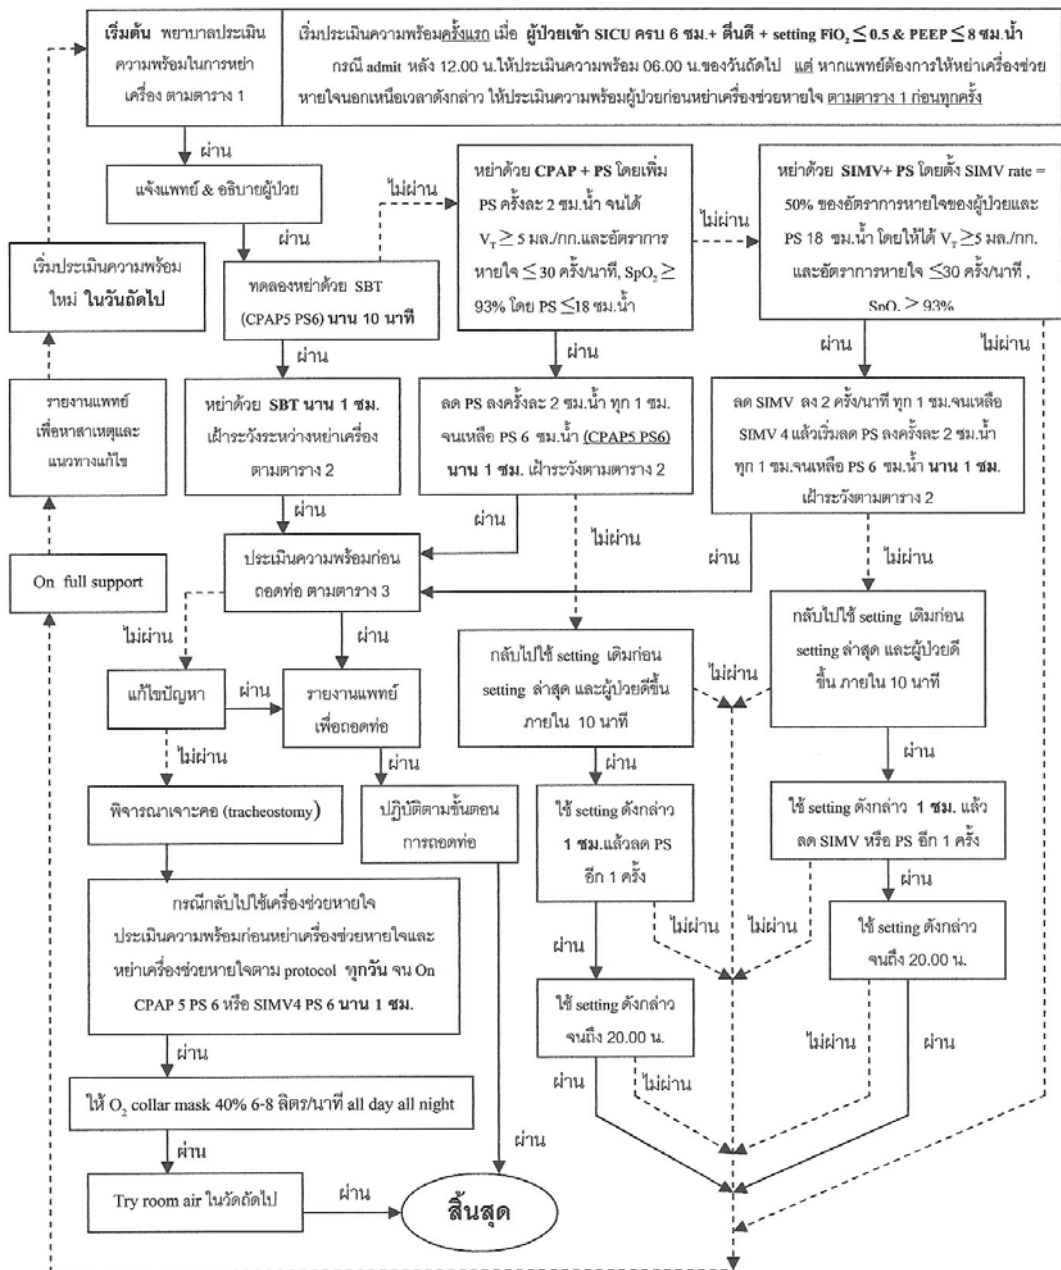 เริ่มต้น พยาบาลประเมิน
ความพร้อมในการหย่า
เครื่อง ตามตาราง 1
เริ่มประเมินความพร้อมครั้งแรก เมื่อ ผู้ป่วยเข้า SICU ครบ 6 ชม.+ ตื่นดี + setting FiO₂ ≤ 0.5 & PEEP ≤ 8 ซม.น้ำ
กรณี admit หลัง 12.00 น.ให้ประเมินความพร้อม 06.00 น.ของวันถัดไป แต่ หากแพทย์ต้องการให้หย่าเครื่องช่วย
หายใจนอกเหนือเวลาดังกล่าว ให้ประเมินความพร้อมผู้ป่วยก่อนหย่าเครื่องช่วยหายใจ ตามตาราง 1 ก่อนทุกครั้ง
ผ่าน
แจ้งแพทย์ & อธิบายผู้ป่วย
ผ่าน
ทดลองหย่าด้วย SBT
(CPAP5 PS6) นาน 10 นาที
ไม่ผ่าน
หย่าด้วย CPAP + PS โดยเพิ่ม
PS ครั้งละ 2 ซม.น้ำ จนได้
V_T ≥ 5 มล./กก.และอัตราการ
หายใจ ≤ 30 ครั้ง/นาที, SpO₂ ≥
93% โดย PS ≤18 ซม.น้ำ
ไม่ผ่าน
หย่าด้วย SIMV+ PS โดยตั้ง SIMV rate =
50% ของอัตราการหายใจของผู้ป่วยและ
PS 18 ซม.น้ำ โดยให้ได้ V_T ≥5 มล./กก.
และอัตราการหายใจ ≤30 ครั้ง/นาที ,
SpO₂ ≥ 93%
เริ่มประเมินความพร้อม
ใหม่ ในวันถัดไป
รายงานแพทย์
เพื่อหาสาเหตุและ
แนวทางแก้ไข
On full support
ผ่าน
หย่าด้วย SBT นาน 1 ชม.
เฝ้าระวังระหว่างหย่าเครื่อง
ตามตาราง 2
ผ่าน
ลด PS ลงครั้งละ 2 ซม.น้ำ ทุก 1 ชม.
จนเหลือ PS 6 ซม.น้ำ (CPAP5 PS6)
นาน 1 ชม. เฝ้าระวังตามตาราง 2
ผ่าน
ไม่ผ่าน
ลด SIMV ลง 2 ครั้ง/นาที ทุก 1 ชม.จนเหลือ
SIMV 4 แล้วเริ่มลด PS ลงครั้งละ 2 ซม.น้ำ
ทุก 1 ชม.จนเหลือ PS 6 ซม.น้ำ นาน 1 ชม.
เฝ้าระวังตามตาราง 2
ผ่าน
ผ่าน
ไม่ผ่าน
ผ่าน
ไม่ผ่าน
ประเมินความพร้อมก่อน
ถอดท่อ ตามตาราง 3
ไม่ผ่าน
ผ่าน
แก้ไขปัญหา
ผ่าน
รายงานแพทย์
เพื่อถอดท่อ
กลับไปใช้ setting เดิมก่อน
setting ล่าสุด และผู้ป่วยดีขึ้น
ภายใน 10 นาที
ไม่ผ่าน
กลับไปใช้ setting เดิมก่อน
setting ล่าสุด และผู้ป่วยดี
ขึ้น ภายใน 10 นาที
ไม่ผ่าน
ผ่าน
ผ่าน
ผ่าน
พิจารณาเจาะคอ (tracheostomy)
ปฏิบัติตามขั้นตอน
การถอดท่อ
ใช้ setting ดังกล่าว
1 ชม.แล้วลด PS
อีก 1 ครั้ง
ใช้ setting ดังกล่าว 1 ชม. แล้ว
ลด SIMV หรือ PS อีก 1 ครั้ง
กรณีกลับไปใช้เครื่องช่วยหายใจ
ประเมินความพร้อมก่อนหย่าเครื่องช่วยหายใจและ
หย่าเครื่องช่วยหายใจตาม protocol ทุกวัน จน On
CPAP 5 PS 6 หรือ SIMV4 PS 6 นาน 1 ชม.
ผ่าน
ไม่ผ่าน
ไม่ผ่าน
ผ่าน
ใช้ setting ดังกล่าว
จนถึง 20.00 น.
ใช้ setting ดังกล่าว
จนถึง 20.00 น.
ผ่าน
ผ่าน
ไม่ผ่าน
ไม่ผ่าน
ผ่าน
ให้ O₂ collar mask 40% 6-8 ลิตร/นาที all day all night
ผ่าน
ผ่าน
Try room air ในวัดถัดไป
ผ่าน
สิ้นสุด